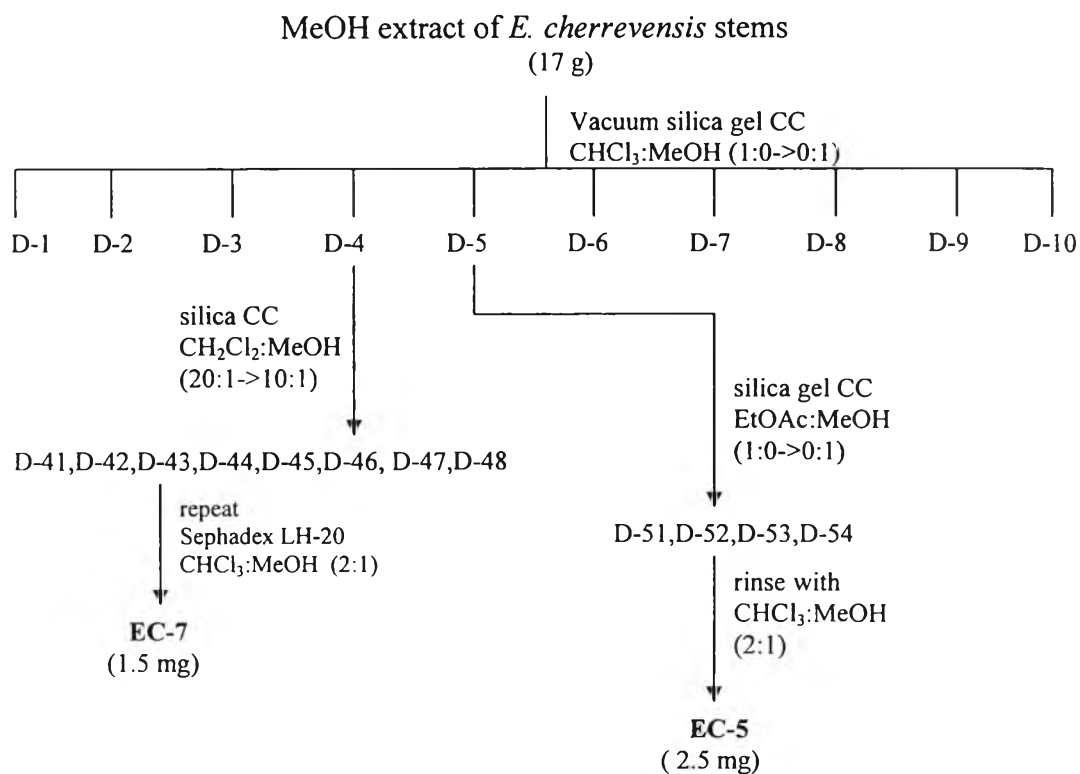 MeOH extract of E. cherrevensis stems
(17 g)
Vacuum silica gel CC
CHCl₃:MeOH (1:0->0:1)
D-1 D-2 D-3 D-4 D-5 D-6 D-7 D-8 D-9 D-10
silica CC
CH₂Cl₂:MeOH
(20:1->10:1)
D-41,D-42,D-43,D-44,D-45,D-46, D-47,D-48
repeat
Sephadex LH-20
CHCl₃:MeOH (2:1)
EC-7
(1.5 mg)
silica gel CC
EtOAc:MeOH
(1:0->0:1)
D-51,D-52,D-53,D-54
rinse with
CHCl₃:MeOH
(2:1)
EC-5
( 2.5 mg)